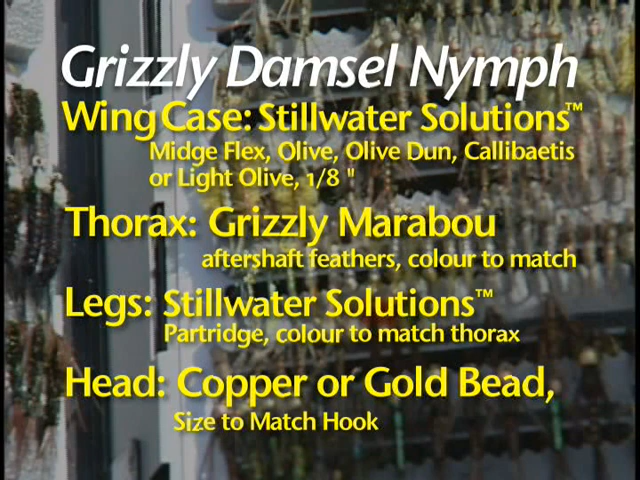 Grizzly Damsel Nymph
Wing Case: Stillwater Solutions™
Midge Flex, Olive, Olive Dun, Callibaetis
or Light Olive, 1/8 "
Thorax: Grizzly Marabou
aftershaft feathers, colour to match
Legs: Stillwater Solutions™
Partridge, colour to match thorax
Head: Copper or Gold Bead,
Size to Match Hook